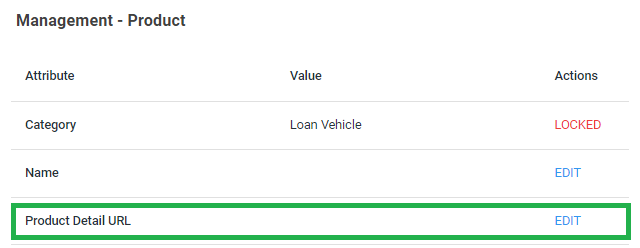 Management - Product
Attribute Value Actions
Category Loan Vehicle LOCKED
Name EDIT
Product Detail URL EDIT